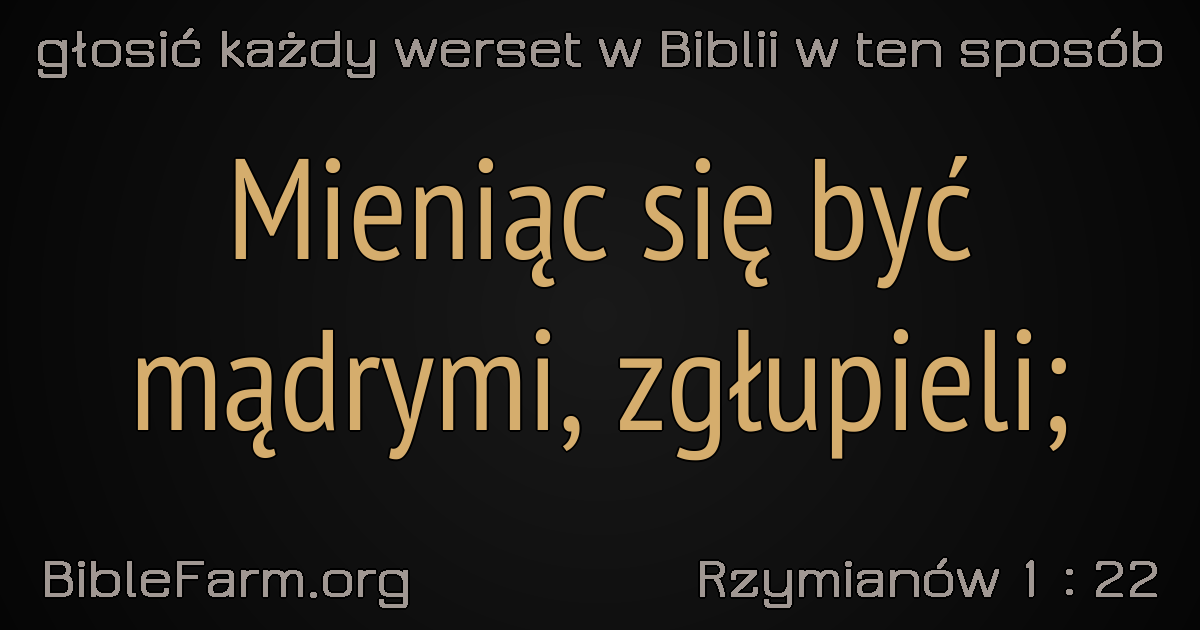 głosić każdy werset w Biblii w ten sposób
Mieniąc się być
mądrymi, zgłupieli;
BibleFarm.org
Rzymianów 1 : 22